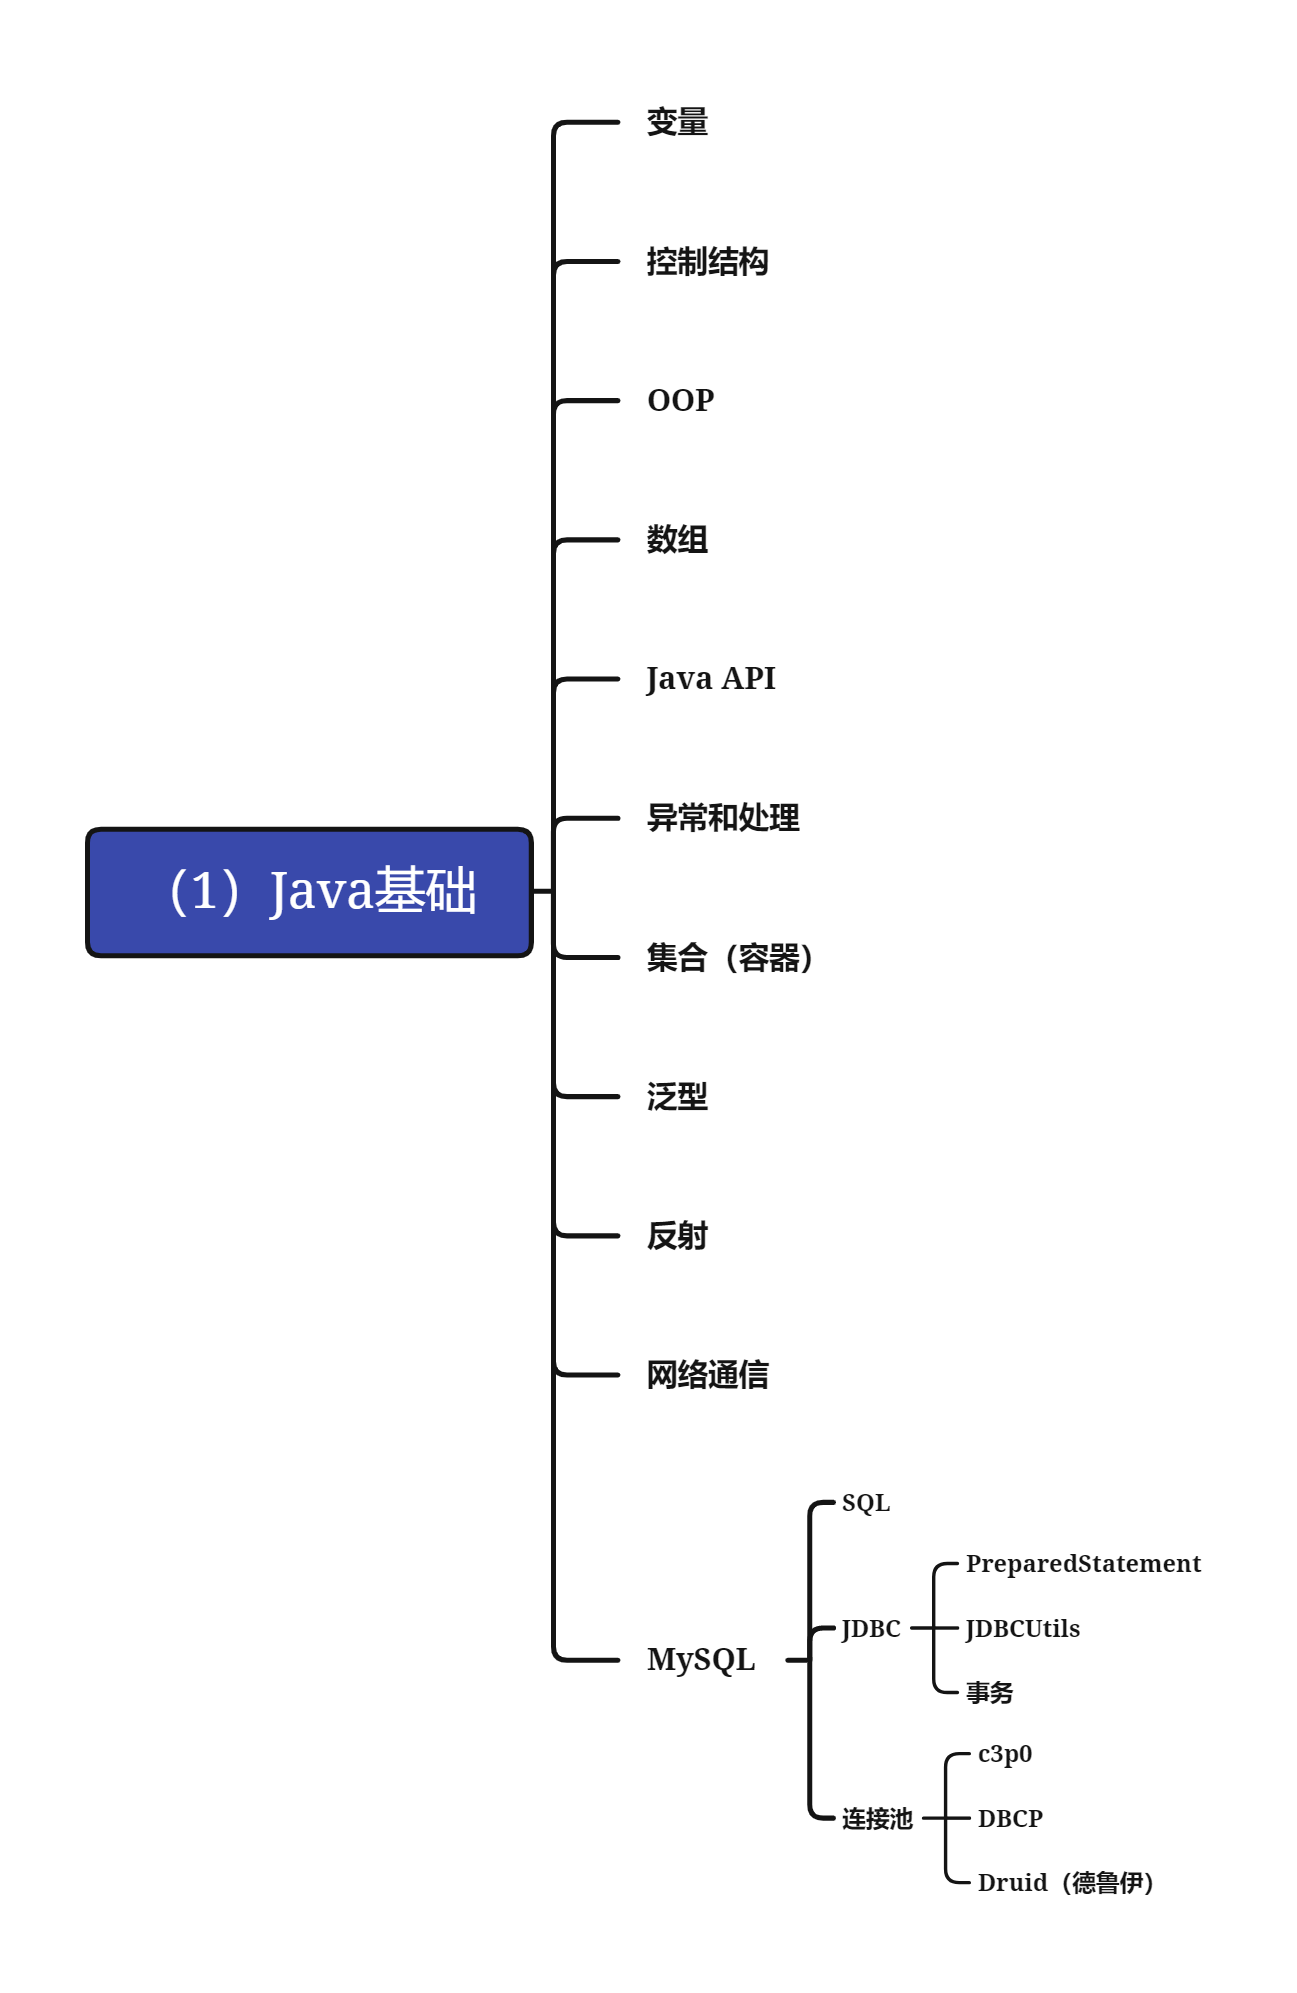 变量
控制结构
OOP
数组
Java API
异常和处理
（1）Java基础
集合（容器）
泛型
反射
网络通信
SQL
PreparedStatement
JDBC
JDBCUtils
MySQL
事务
c3p0
连接池
DBCP
Druid（德鲁伊）